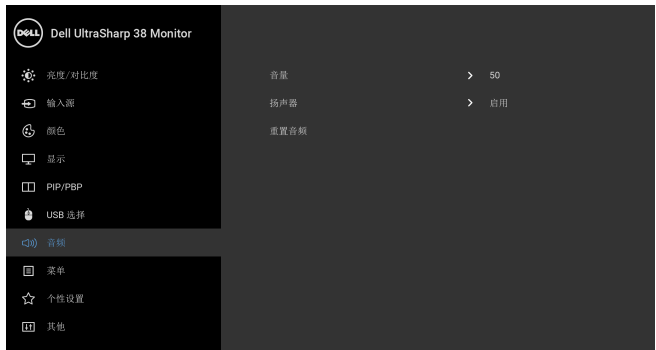 DELL
Dell UltraSharp 38 Monitor
亮度/对比度
音量 50
输入源
扬声器 启用
颜色
重置音频
显示
PIP/PBP
USB 选择
音频
菜单
个性设置
其他